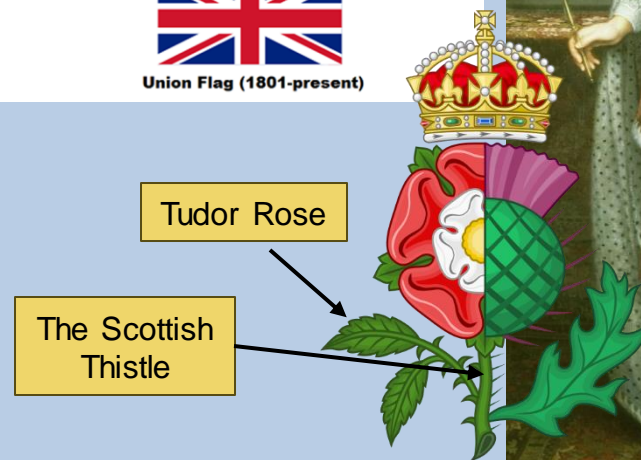 Union Flag (1801-present)
Tudor Rose
The Scottish
Thistle